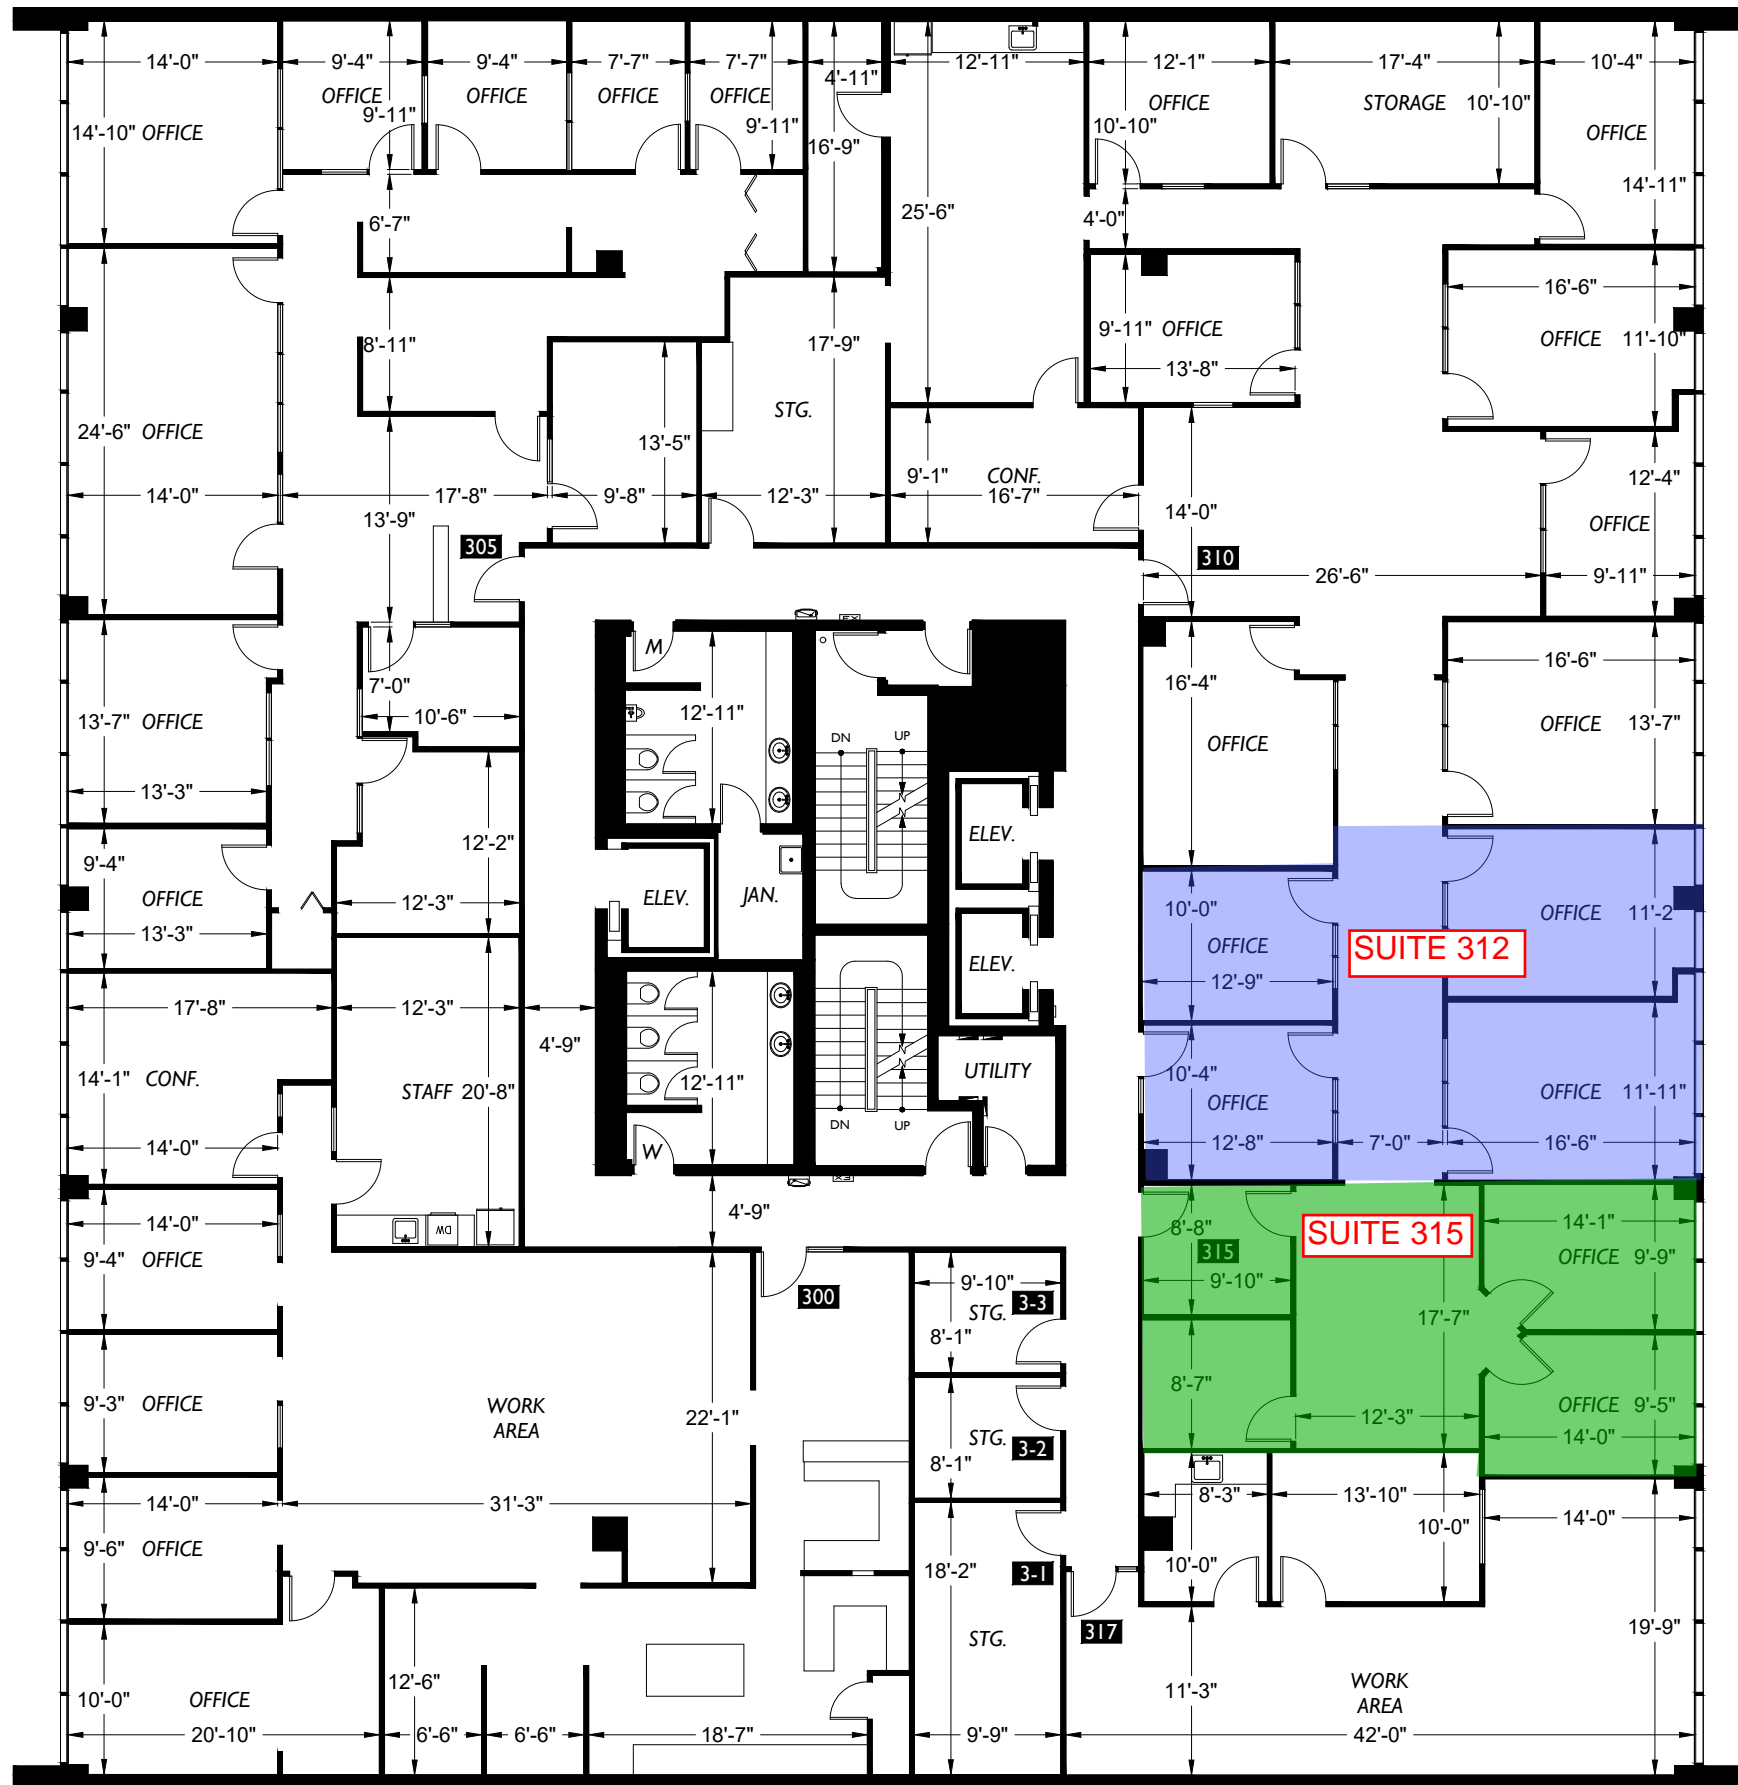 14'-0" 9'-4" 9'-4" 7'-7" 7'-7" 4'-11" 12'-11" 12'-1" 17'-4" 10'-4"
OFFICE OFFICE OFFICE OFFICE OFFICE STORAGE 10'-10"
9'-11" 9'-11" 10'-10"
14'-10" OFFICE 16'-9" OFFICE
14'-11"
6'-7" 25'-6" 4'-0"
16'-6"
8'-11" 17'-9" 9'-11" OFFICE OFFICE 11'-10"
13'-8"
STG.
24'-6" OFFICE 13'-5"
9'-1" CONF. 12'-4"
14'-0" 17'-8" 9'-8" 12'-3" 16'-7"
13'-9" 14'-0" OFFICE
305 310
26'-6" 9'-11"
EX
M
16'-6"
7'-0" 16'-4"
10'-6" 12'-11"
13'-7" OFFICE OFFICE 13'-7"
DN UP OFFICE
13'-3"
12'-2" ELEV.
9'-4"
OFFICE 12'-3" ELEV. JAN. 10'-0" OFFICE 11'-2
13'-3" OFFICE SUITE 312
ELEV. 12'-9"
17'-8" 12'-3"
4'-9"
14'-1" CONF. STAFF 20'-8" 12'-11" UTILITY 10'-4" OFFICE 11'-11"
OFFICE
DN UP
14'-0" W 12'-8" 7'-0" 16'-6"
EX
14'-0" 4'-9" 8'-8" SUITE 315 14'-1"
9'-4" OFFICE 315 OFFICE 9'-9"
DW
300 9'-10" 3-3 9'-10"
STG. 17'-7"
8'-1"
9'-3" OFFICE WORK 22'-1" 8'-7" 12'-3" OFFICE 9'-5"
AREA STG. 3-2 14'-0"
8'-1"
14'-0" 31'-3" 8'-3" 13'-10" 14'-0"
10'-0"
9'-6" OFFICE 18'-2" 3-1 10'-0"
317 19'-9"
STG.
12'-6" WORK
10'-0" OFFICE 11'-3" AREA
20'-10" 6'-6" 6'-6" 18'-7" 9'-9" 42'-0"